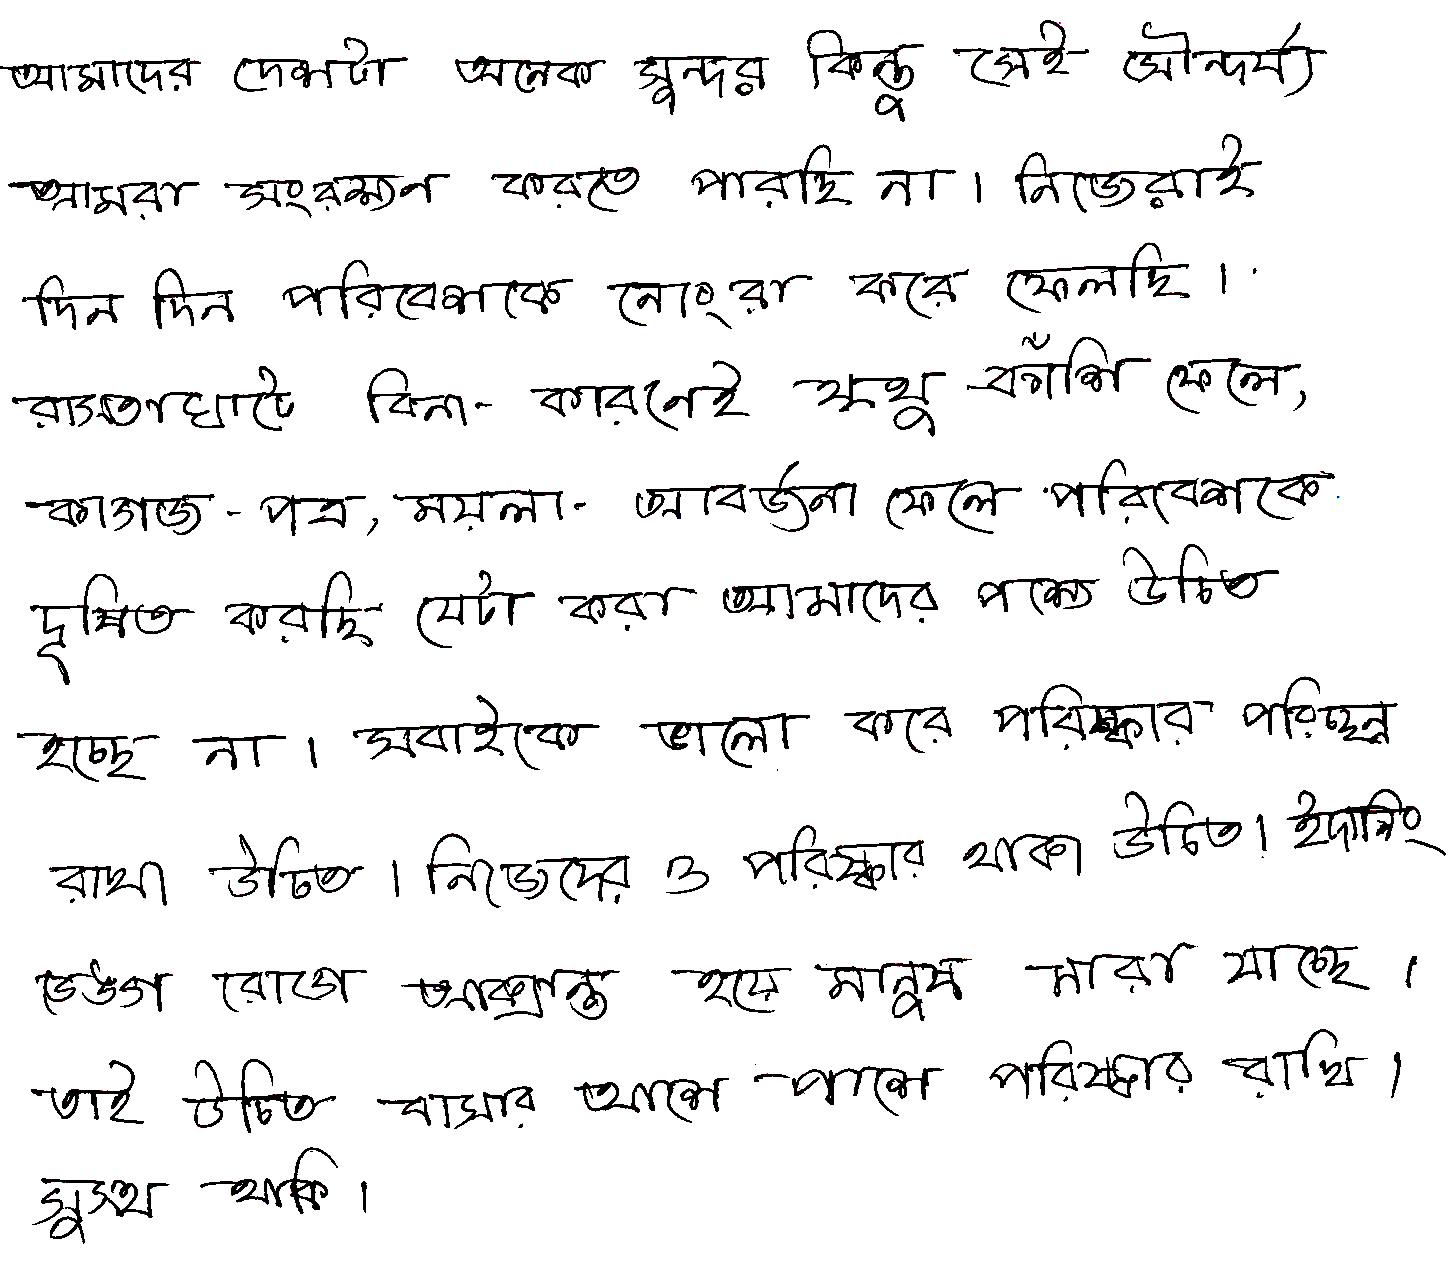 আমাদের দেশটা অনেক সুন্দর কিন্তু সেই সৌন্দর্য্য
আমরা সংরক্ষন করতে পারছি না। নিজেরাই
দিন দিন পরিবেশকে নোংরা করে ফেলছি।
রাস্তাঘাটে বিনা-কারনেই থুথু কাঁশি ফেলে,
কাগজ-পত্র, ময়লা-আবর্জনা ফেলে পরিবেশকে
দূষিত করছি যেটা করা আমাদের পক্ষে উচিত
হচ্ছে না। সবাইকে ভালো করে পরিস্কার পরিচ্ছন্ন
রাখা উচিত। নিজেদের ও পরিস্কার থাকা উচিত। ইদানিং
ডেঙ্গু রোগে আক্রান্ত হয়ে মানুষ মারা যাচ্ছে।
তাই উচিত বাসার আশে-পাশে পরিষ্কার রাখি।
সুস্থ থাকি।